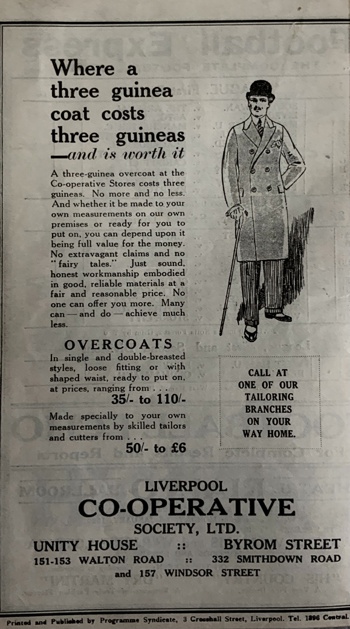 Where a
three guinea
coat costs
three guineas
—and is worth it
A three-guinea overcoat at the
Co-operative Stores costs three
guineas. No more and no less.
And whether it be made to your
own measurements on our own
premises or ready for you to
put on, you can depend upon it
being full value for the money.
No extravagant claims and no
"fairy tales." Just sound,
honest workmanship embodied
in good, reliable materials at a
fair and reasonable price. No
one can offer you more. Many
can — and do — achieve much
less.
OVERCOATS
In single and double-breasted
styles, loose fitting or with
shaped waist, ready to put on,
at prices, ranging from . . .
35/- to 110/-
Made specially to your own
measurements by skilled tailors
and cutters from . . .
50/- to £6
CALL AT
ONE OF OUR
TAILORING
BRANCHES
ON YOUR
WAY HOME.
LIVERPOOL
CO-OPERATIVE
SOCIETY, LTD.
UNITY HOUSE :: BYROM STREET
151-153 WALTON ROAD :: 332 SMITHDOWN ROAD
and 157 WINDSOR STREET
Printed and Published by Programme Syndicate, 3 Street, Liverpool. Tel. 1896 Central.